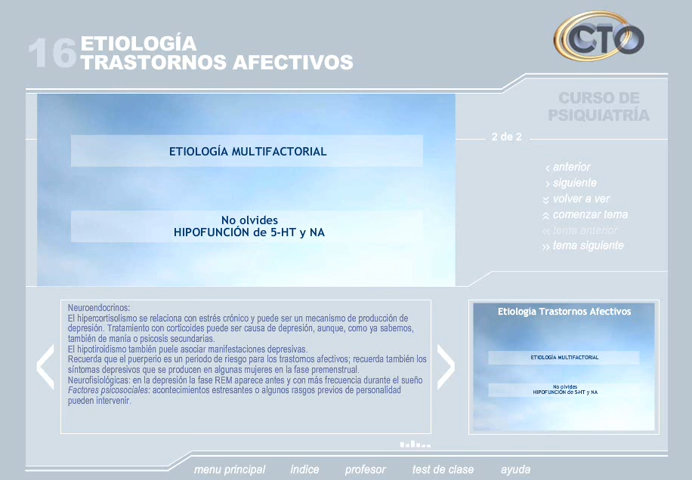 16 ETIOLOGÍA
TRASTORNOS AFECTIVOS
CTO
CURSO DE
PSIQUIATRÍA
2 de 2
ETIOLOGÍA MULTIFACTORIAL
No olvides
HIPOFUNCIÓN de 5-HT y NA
anterior
siguiente
volver a ver
comenzar tema
tema anterior
tema siguiente
Neuroendocrinos:
El hipercortisolismo se relaciona con estrés crónico y puede ser un mecanismo de producción de
depresión. Tratamiento con corticoides puede ser causa de depresión, aunque, como ya sabemos,
también de manía o psicosis secundarias.
El hipotiroidismo también puele asociar manifestaciones depresivas.
Recuerda que el puerperio es un periodo de riesgo para los trastornos afectivos; recuerda también los
síntomas depresivos que se producen en algunas mujeres en la fase premenstrual.
Neurofisiológicas: en la depresión la fase REM aparece antes y con más frecuencia durante el sueño
Factores psicosociales: acontecimientos estresantes o algunos rasgos previos de personalidad
pueden intervenir.
Etiología Trastornos Afectivos
ETIOLOGÍA MULTIFACTORIAL
No olvides
HIPOFUNCIÓN de 5-HT y NA
menu principal índice profesor test de clase ayuda